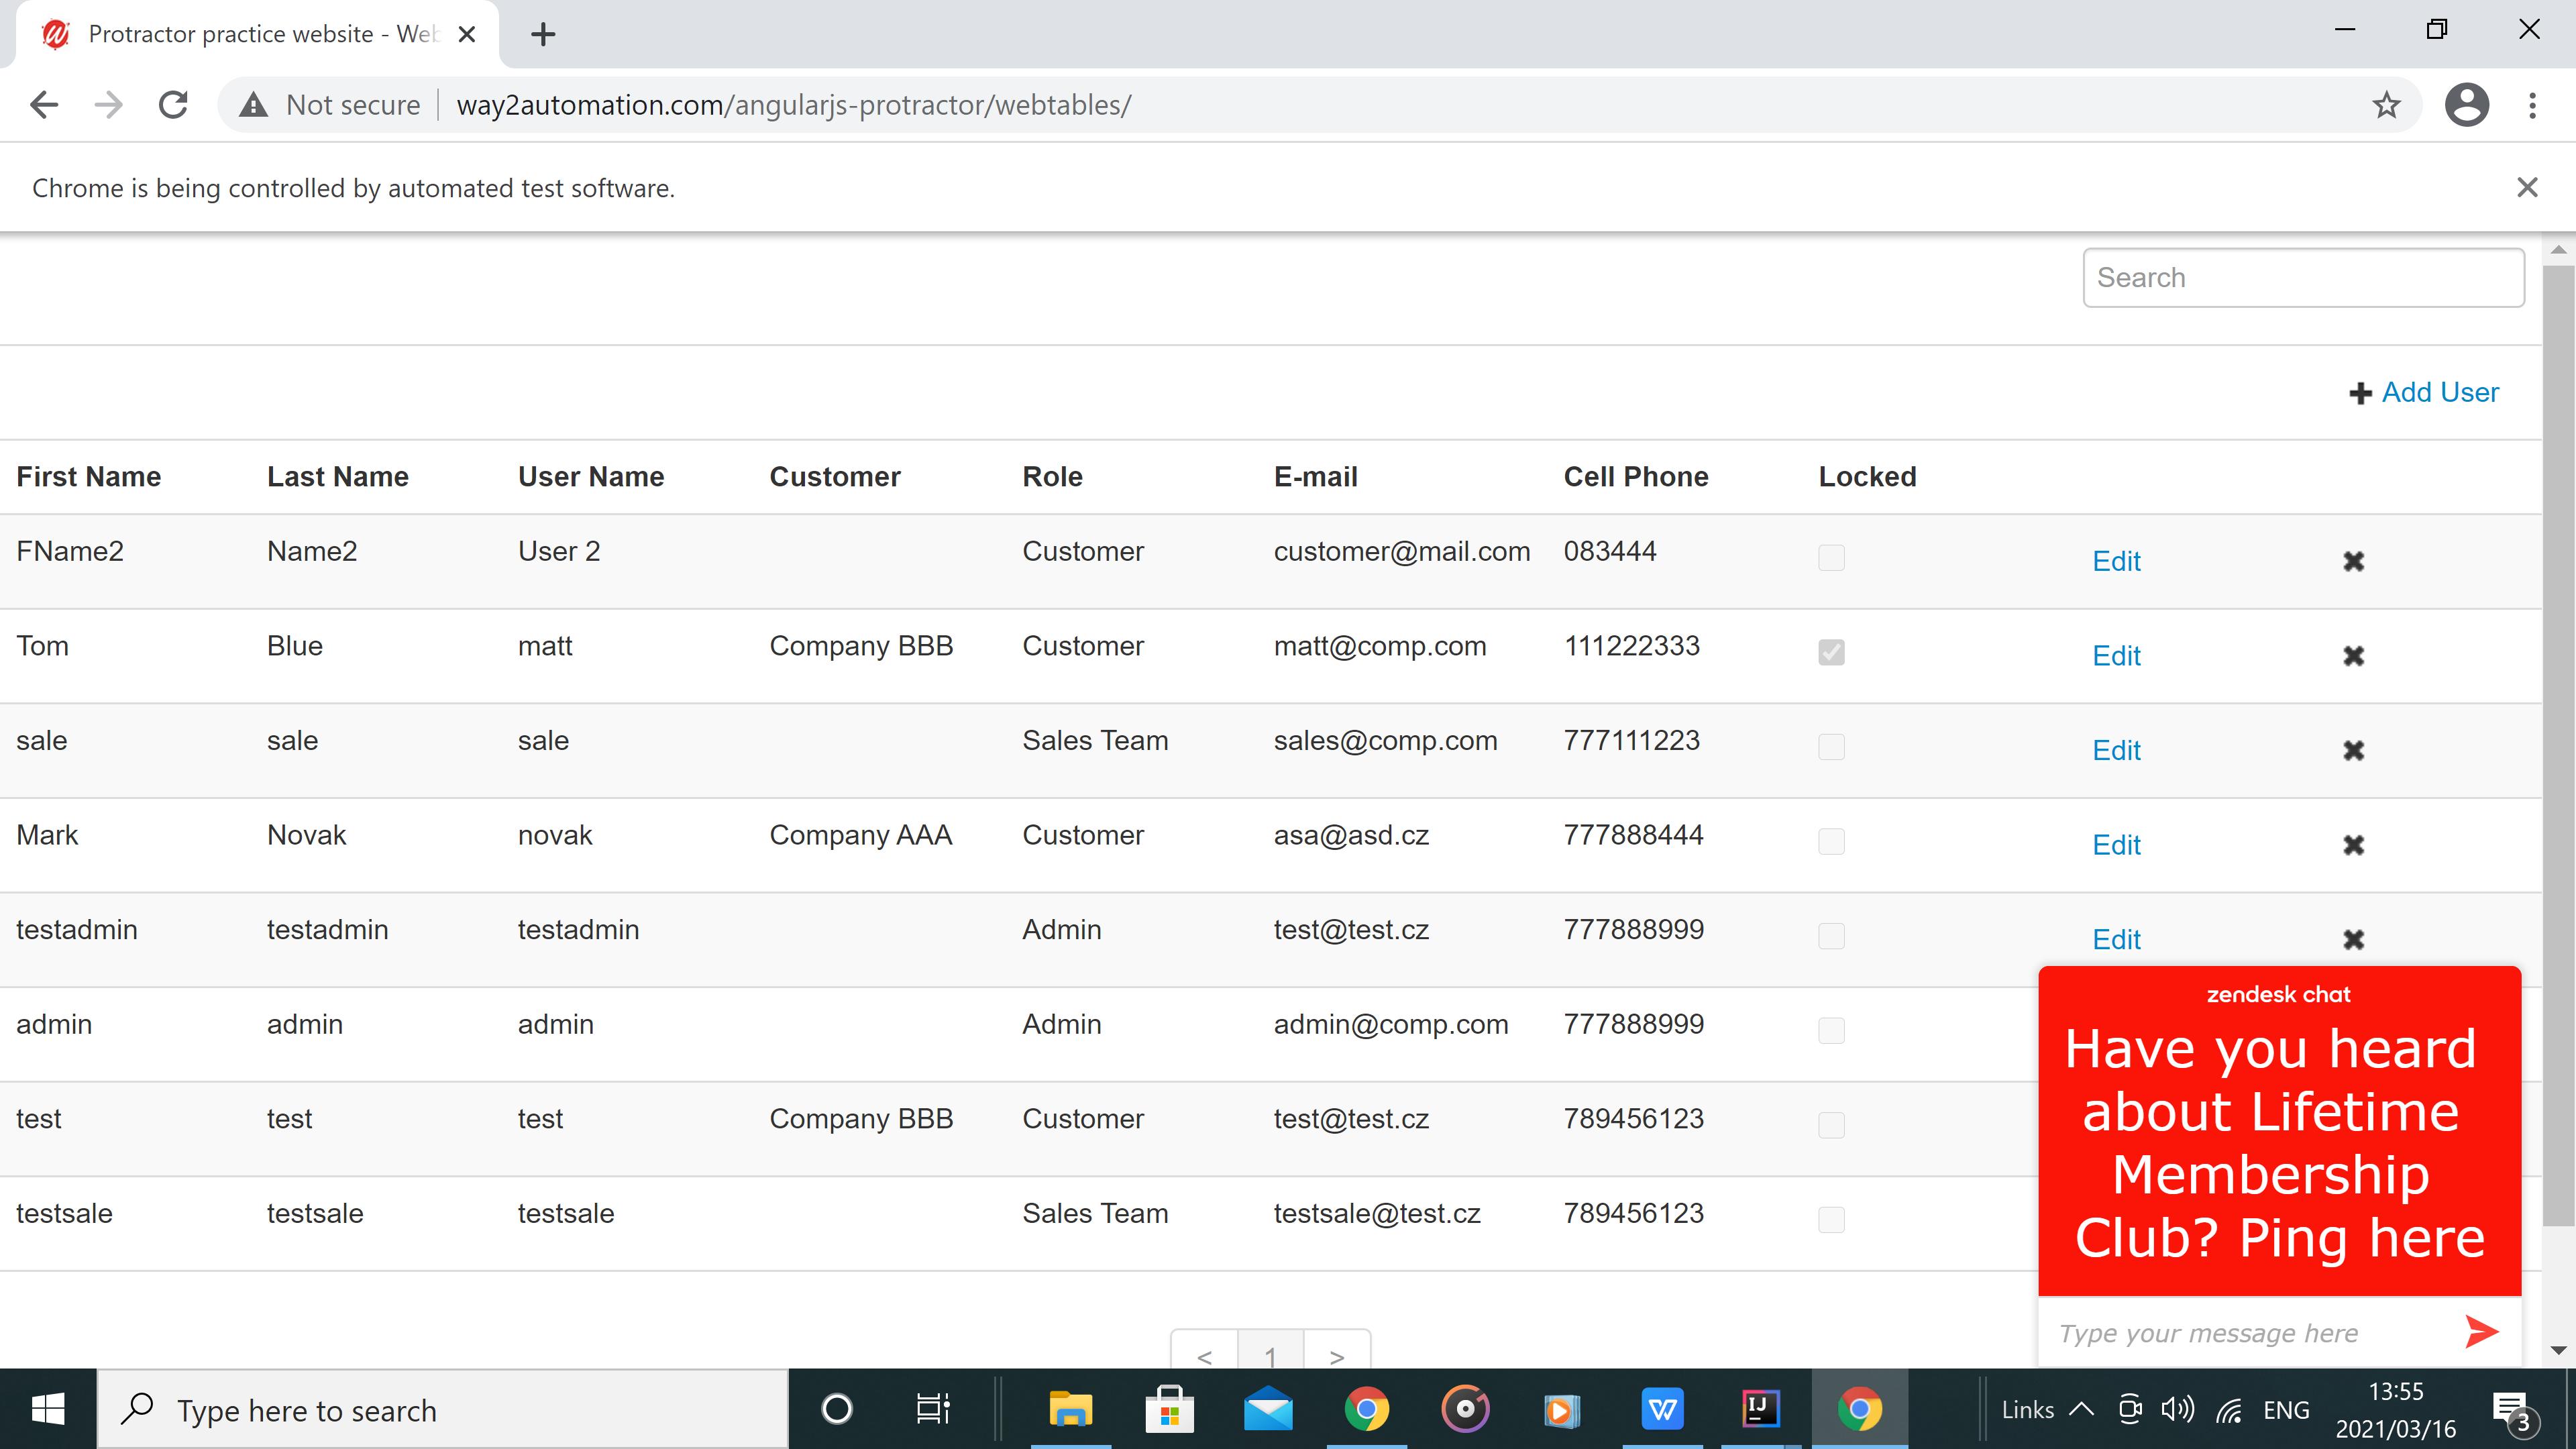 Protractor practice website - Web
Not secure way2automation.com/angularjs-protractor/webtables/
Chrome is being controlled by automated test software.
Search
Add User
First Name Last Name User Name Customer Role E-mail Cell Phone Locked
FName2 Name2 User 2 Customer customer@mail.com 083444 Edit
Tom Blue matt Company BBB Customer matt@comp.com 111222333 Edit
sale sale sale Sales Team sales@comp.com 777111223 Edit
Mark Novak novak Company AAA Customer asa@asd.cz 777888444 Edit
testadmin testadmin testadmin Admin test@test.cz 777888999 Edit
admin admin admin Admin admin@comp.com 777888999
test test test Company BBB Customer test@test.cz 789456123
testsale testsale testsale Sales Team testsale@test.cz 789456123
zendesk chat
Have you heard
about Lifetime
Membership
Club? Ping here
Type your message here
< 1 >
Type here to search
IJ
Links
ENG
13:55
2021/03/16
3